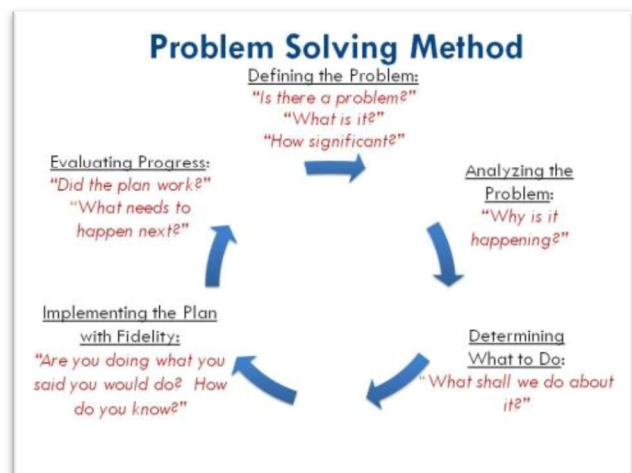 Problem Solving Method
Defining the Problem:
"Is there a problem?"
"What is it?"
"How significant?"
Analyzing the
Problem:
"Why is it
happening?"
Determining
What to Do:
"What shall we do about
it?"
Implementing the Plan
with Fidelity:
"Are you doing what you
said you would do? How
do you know?"
Evaluating Progress:
"Did the plan work?"
"What needs to
happen next?"